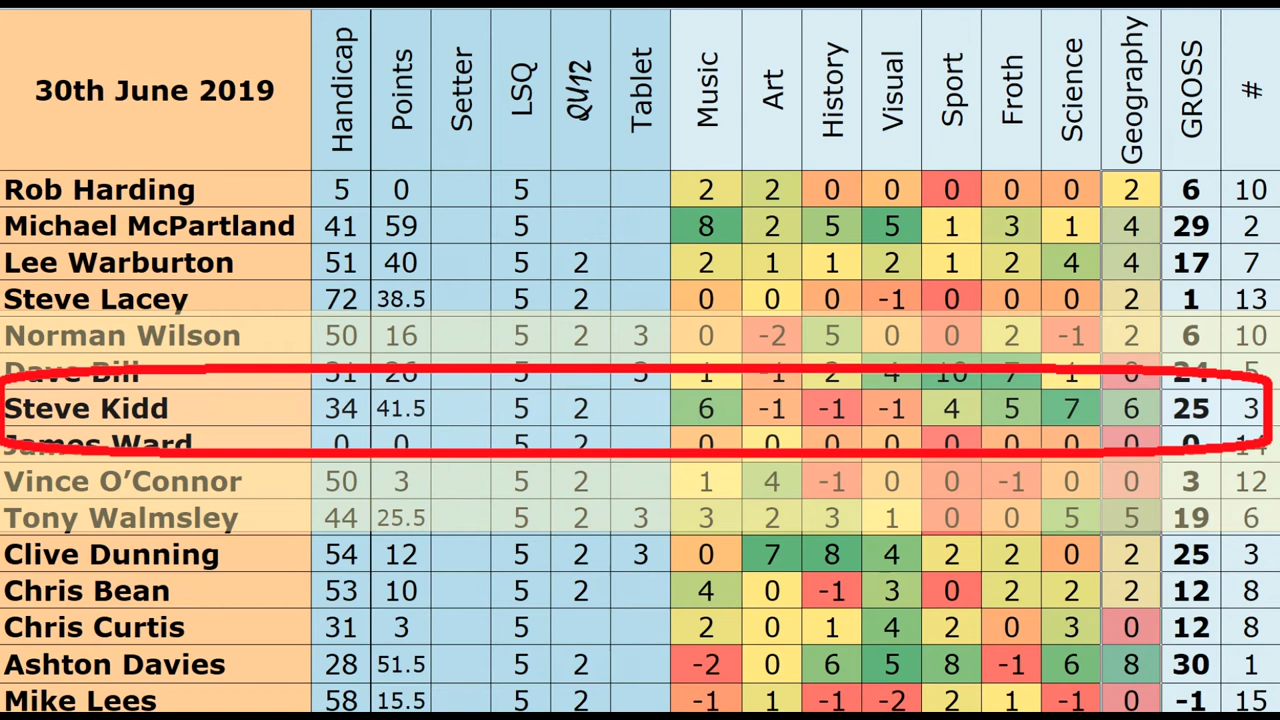 30th June 2019 Handicap Points Setter LSQ QU12 Tablet Music Art History Visual Sport Froth Science Geography GROSS #
Rob Harding 5 0 5 2 2 0 0 0 0 0 2 6 10
Michael McPartland 41 59 5 8 2 5 5 1 3 1 4 29 2
Lee Warburton 51 40 5 2 2 1 1 2 1 2 4 4 17 7
Steve Lacey 72 38.5 5 2 0 0 0 -1 0 0 0 2 1 13
Norman Wilson 50 16 5 2 3 0 -2 5 0 0 2 -1 2 6 10
Dave Bill 31 26 5 3 1 -1 2 4 10 7 1 0 24 5
Steve Kidd 34 41.5 5 2 6 -1 -1 -1 4 5 7 6 25 3
James Ward 0 0 5 2 0 0 0 0 0 0 0 0 0 14
Vince O’Connor 50 3 5 2 1 4 -1 0 0 -1 0 0 3 12
Tony Walmsley 44 25.5 5 2 3 3 2 3 1 0 0 5 5 19 6
Clive Dunning 54 12 5 2 3 0 7 8 4 2 2 0 2 25 3
Chris Bean 53 10 5 2 4 0 -1 3 0 2 2 2 12 8
Chris Curtis 31 3 5 2 0 1 4 2 0 3 0 12 8
Ashton Davies 28 51.5 5 2 -2 0 6 5 8 -1 6 8 30 1
Mike Lees 58 15.5 5 2 -1 1 -1 -2 2 1 -1 0 -1 15